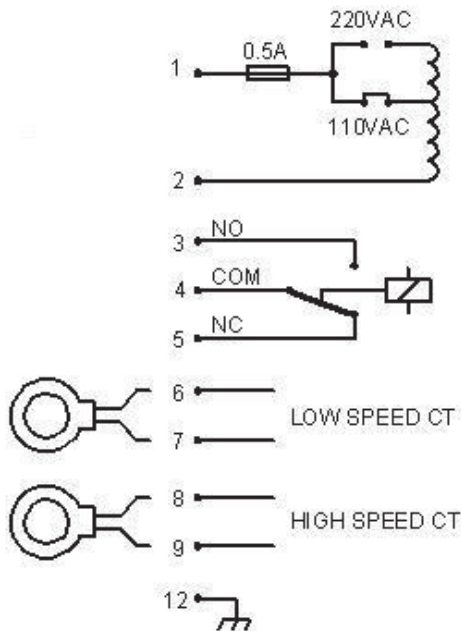 220VAC
0.5A
1
110VAC
2
3 NO
4 COM
5 NC
6
LOW SPEED CT
7
8
HIGH SPEED CT
9
12